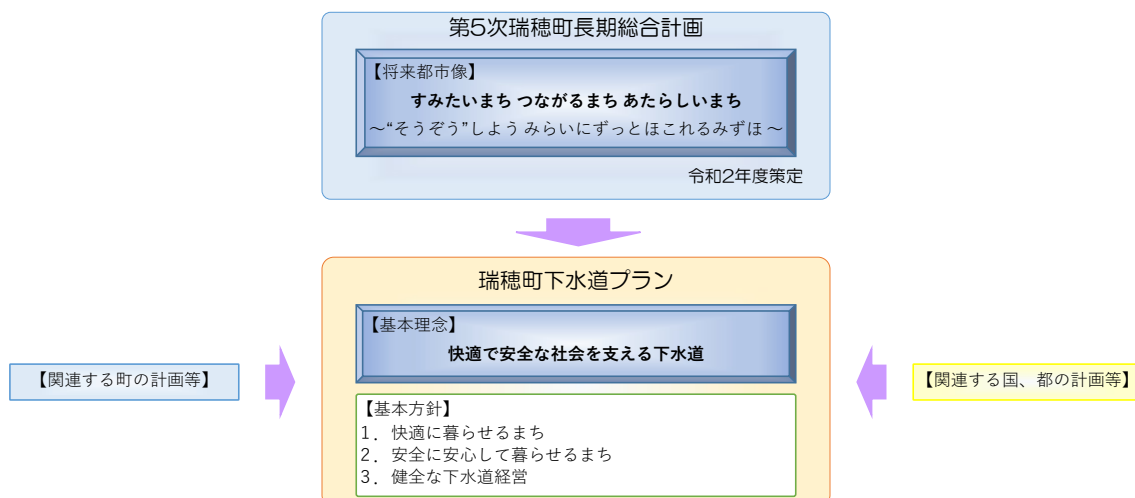 第5次瑞穂町長期総合計画
【将来都市像】
すみたいまち つながるまち あたらしいまち
～“そうぞう”しよう みらいにずっとほこれるみずほ～
令和2年度策定
瑞穂町下水道プラン
【基本理念】
快適で安全な社会を支える下水道
【関連する町の計画等】
【関連する国、都の計画等】
【基本方針】
1．快適に暮らせるまち
2．安全に安心して暮らせるまち
3．健全な下水道経営